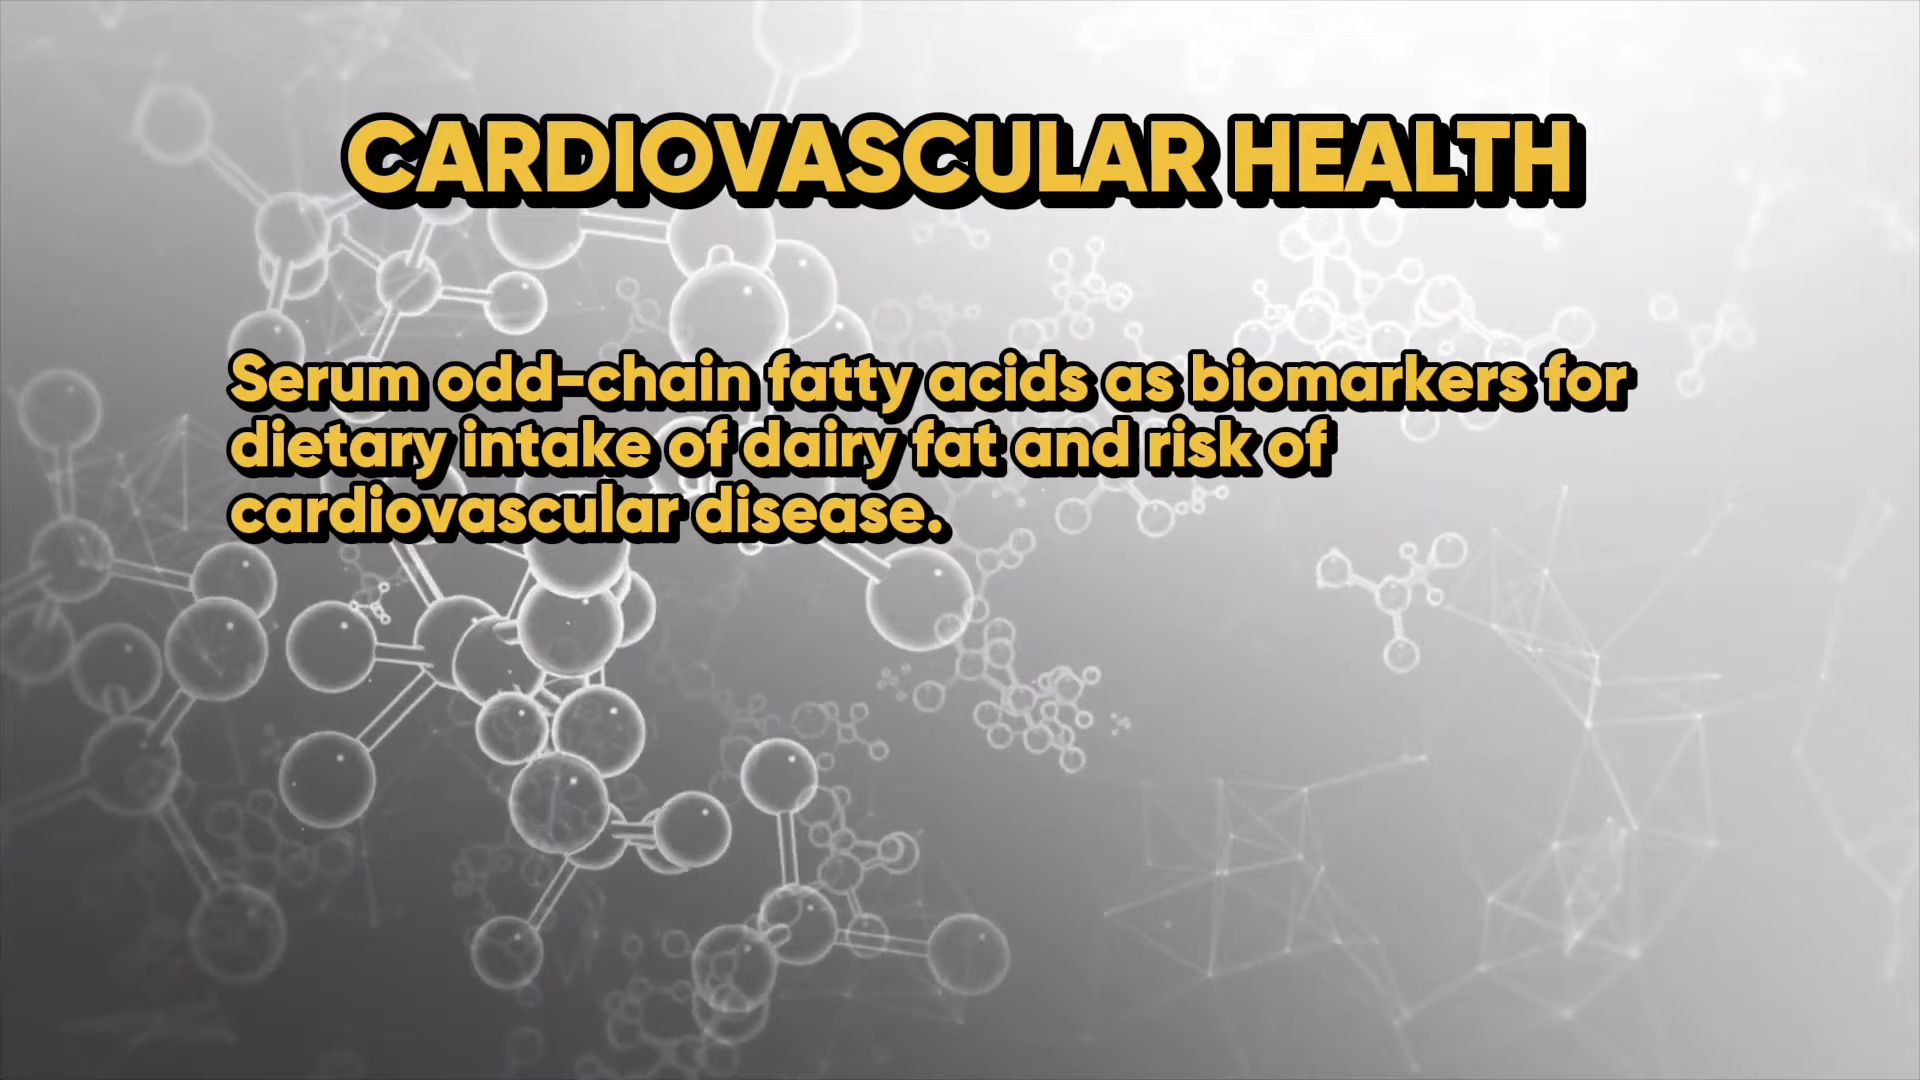 CARDIOVASCULAR HEALTH
Serum odd-chain fatty acids as biomarkers for
dietary intake of dairy fat and risk of
cardiovascular disease.